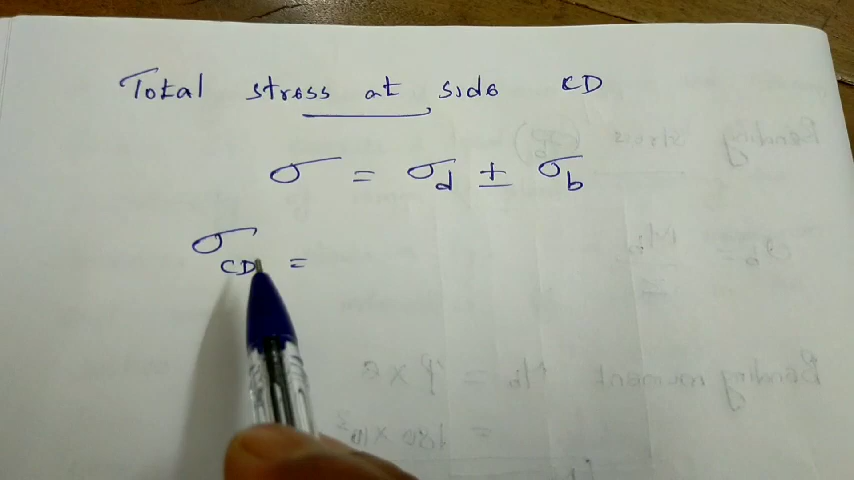 Total stress at side CD
σ = σd ± σb
σCD =